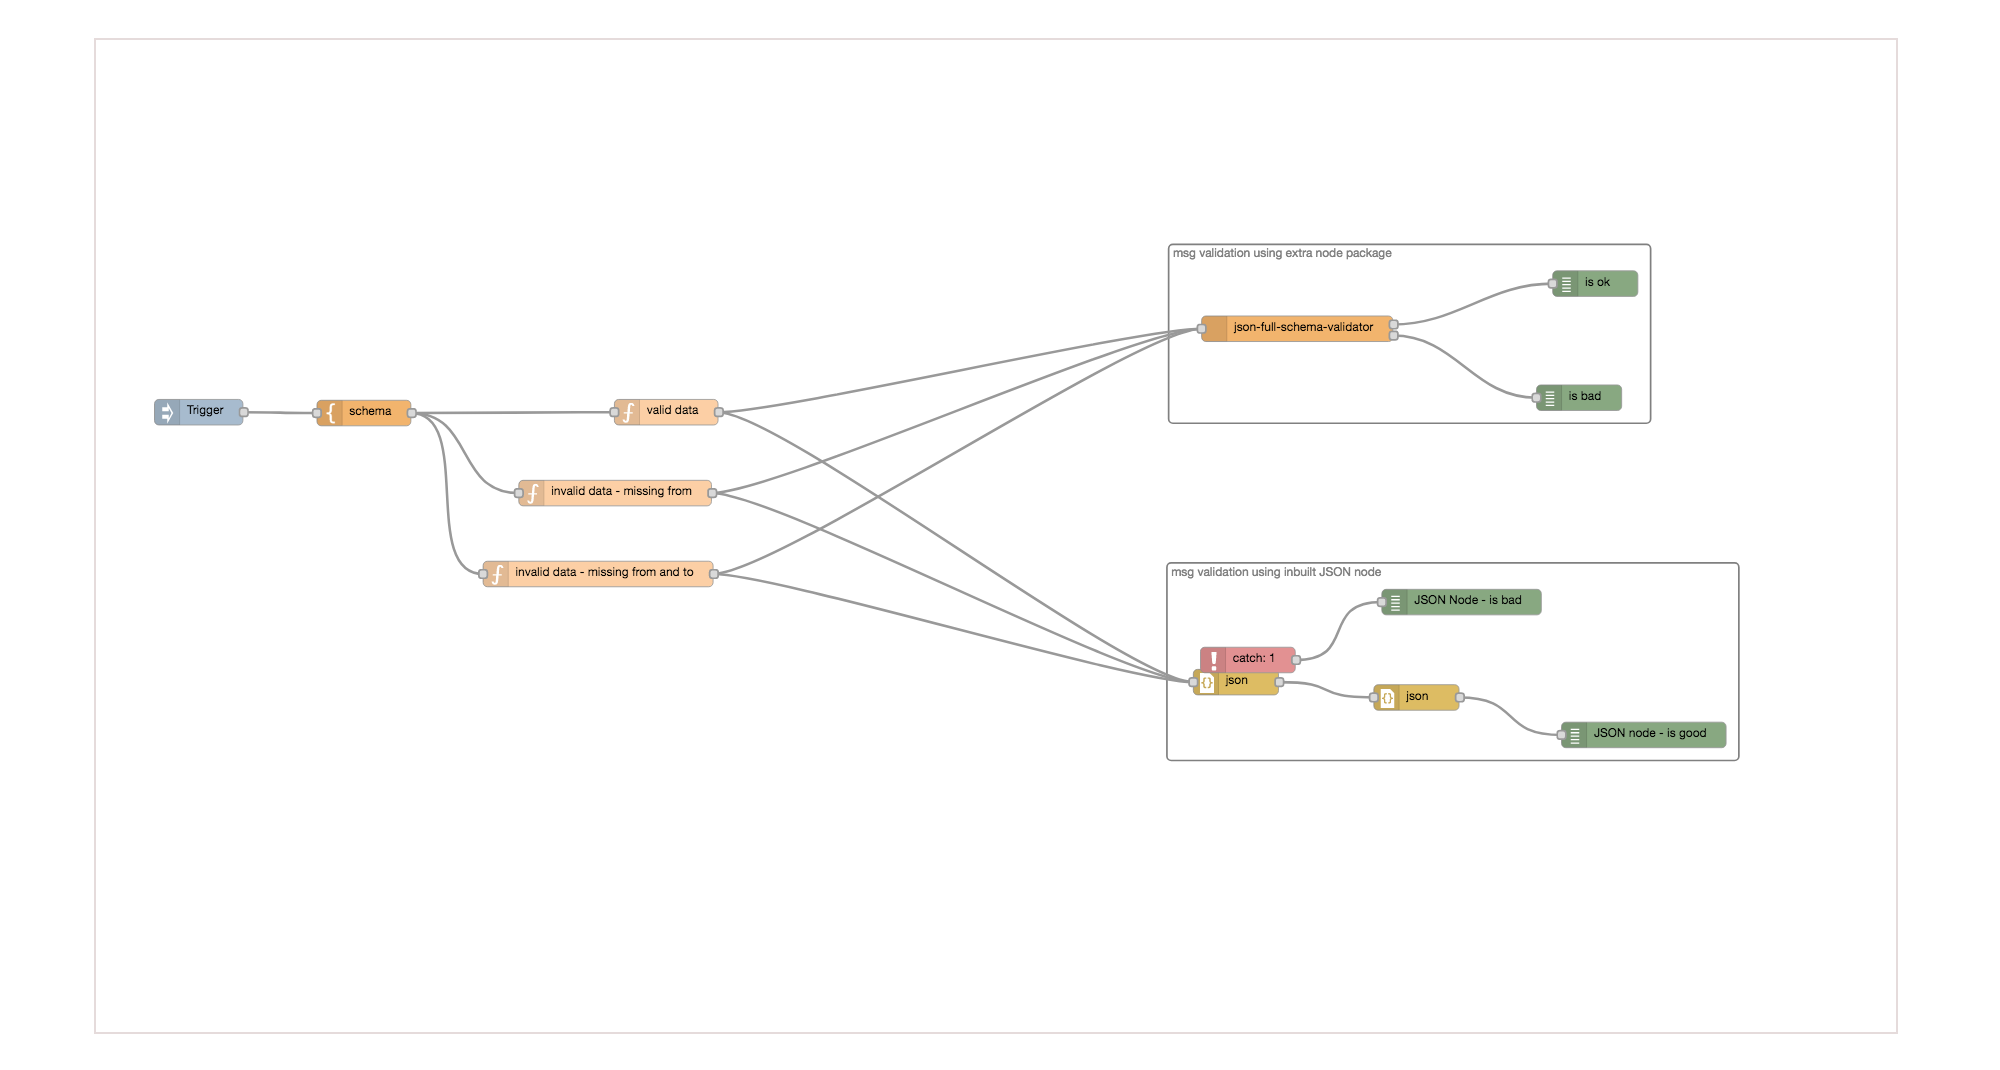 Trigger
schema
valid data
invalid data - missing from
invalid data - missing from and to
msg validation using extra node package
is ok
json-full-schema-validator
is bad
msg validation using inbuilt JSON node
JSON Node - is bad
catch: 1
json
json
JSON node - is good